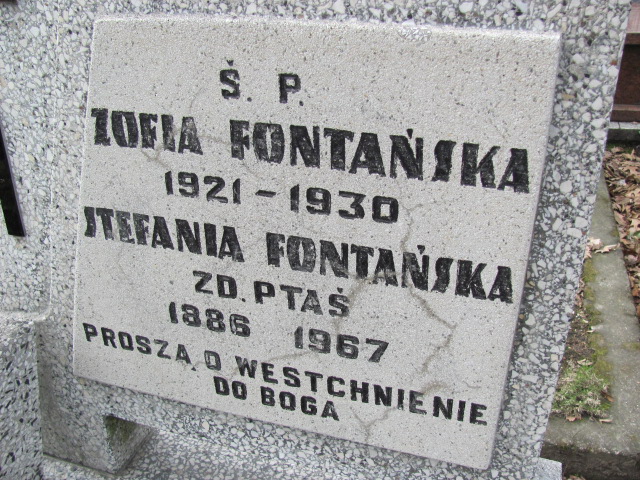 Ś. P.
ZOFIA FONTAŃSKA
1921 - 1930
STEFANIA FONTAŃSKA
ZD. PTAŚ
1886 1967
PROSZĄ O WESTCHNIENIE
DO BOGA